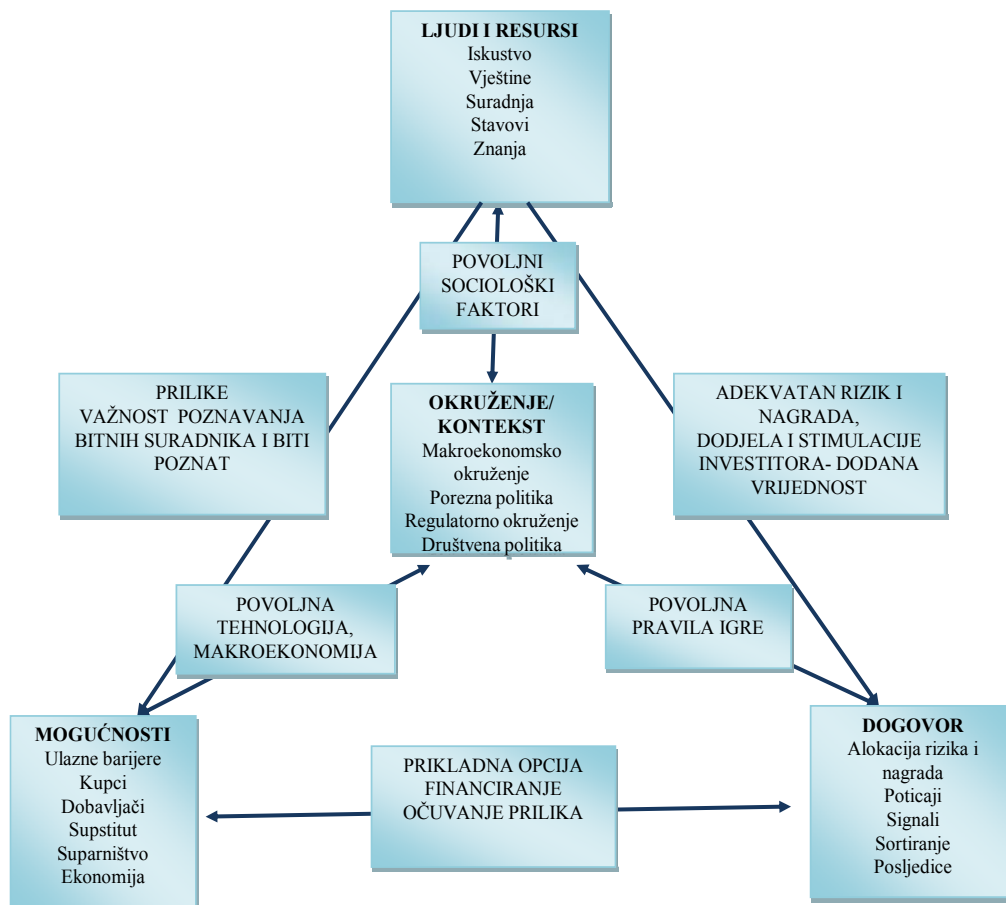 LJUDI I RESURSI
Iskustvo
Vještine
Suradnja
Stavovi
Znanja
POVOLJNI
SOCIOLOŠKI
FAKTORI
PRILIKE
VAŽNOST POZNAVANJA
BITNIH SURADNIKA I BITI
POZNAT
OKRUŽENJE/
KONTEKST
Makroekonomsko
okruženje
Porezna politika
Regulatorno okruženje
Društvena politika
ADEKVATAN RIZIK I
NAGRADA,
DODJELA I STIMULACIJE
INVESTITORA- DODANA
VRIJEDNOST
POVOLJNA
TEHNOLOGIJA,
MAKROEKONOMIJA
POVOLJNA
PRAVILA IGRE
MOGUĆNOSTI
Ulazne barijere
Kupci
Dobavljači
Supstitut
Suparništvo
Ekonomija
PRIKLADNA OPCIJA
FINANCIRANJE
OČUVANJE PRILIKA
DOGOVOR
Alokacija rizika i
nagrada
Poticaji
Signali
Sortiranje
Posljedice